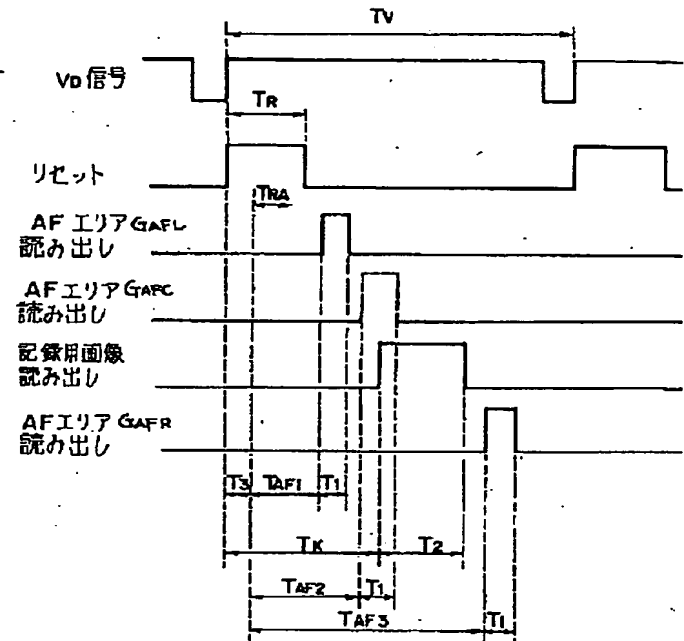 TV
VD信号
TR
リセット
TRA
AFエリアGAFL
読み出し
AFエリアGAFC
読み出し
記録用画像
読み出し
AFエリアGAFR
読み出し
T3 TAF1 T1
TK T2
TAF2 T1
TAF3 T1